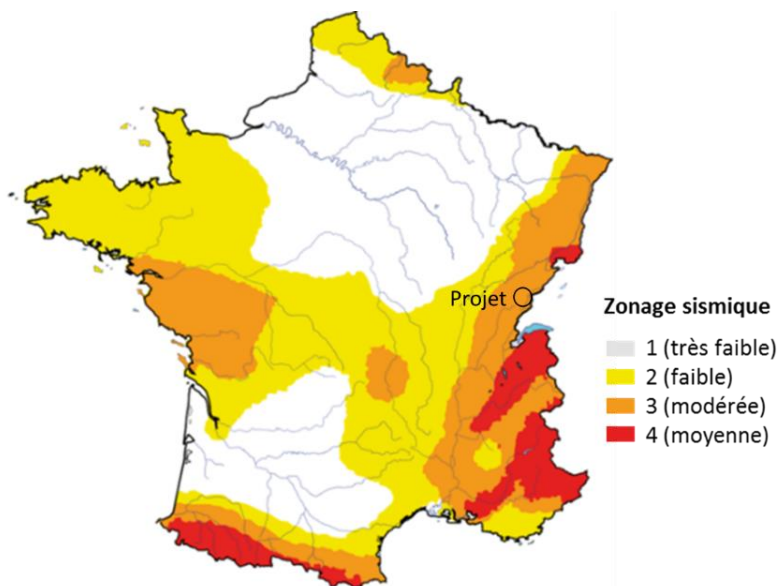 Projet
Zonage sismique
1 (très faible)
2 (faible)
3 (modérée)
4 (moyenne)